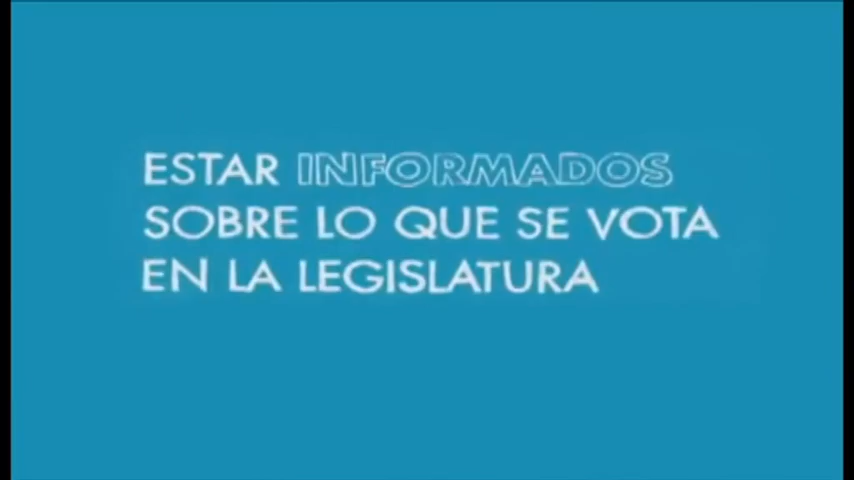 ESTAR INFORMADOS
SOBRE LO QUE SE VOTA
EN LA LEGISLATURA